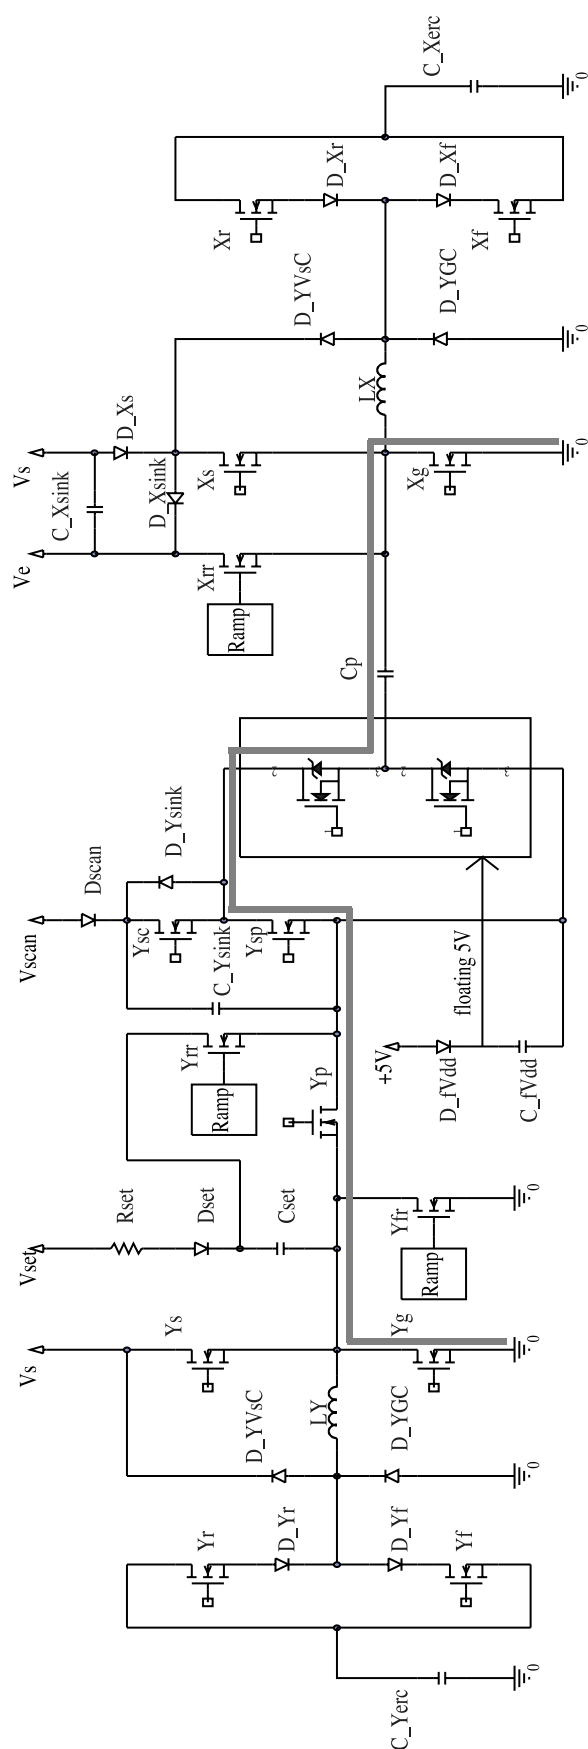 C_Xerc
0
D_Xr
D_Xf
Xr
Xf
D_YVsC
D_YGC
LX
D_Xs
Vs
C_Xsink
D_Xsink
Xs
Xg
0
Ve
Xrr
Ramp
Cp
1
1
D_Ysink
Dscan
Vscan
Ysc
C_Ysink
Ysp
floating 5V
Yrr
Ramp
Yp
+5V
D_fVdd
C_fVdd
Rset
Dset
Cset
Vset
Yfr
Ramp
0
Ys
Yg
Vs
0
LY
D_YVsC
D_YGC
0
Yr
D_Yr
D_Yf
Yf
C_Yerc
0